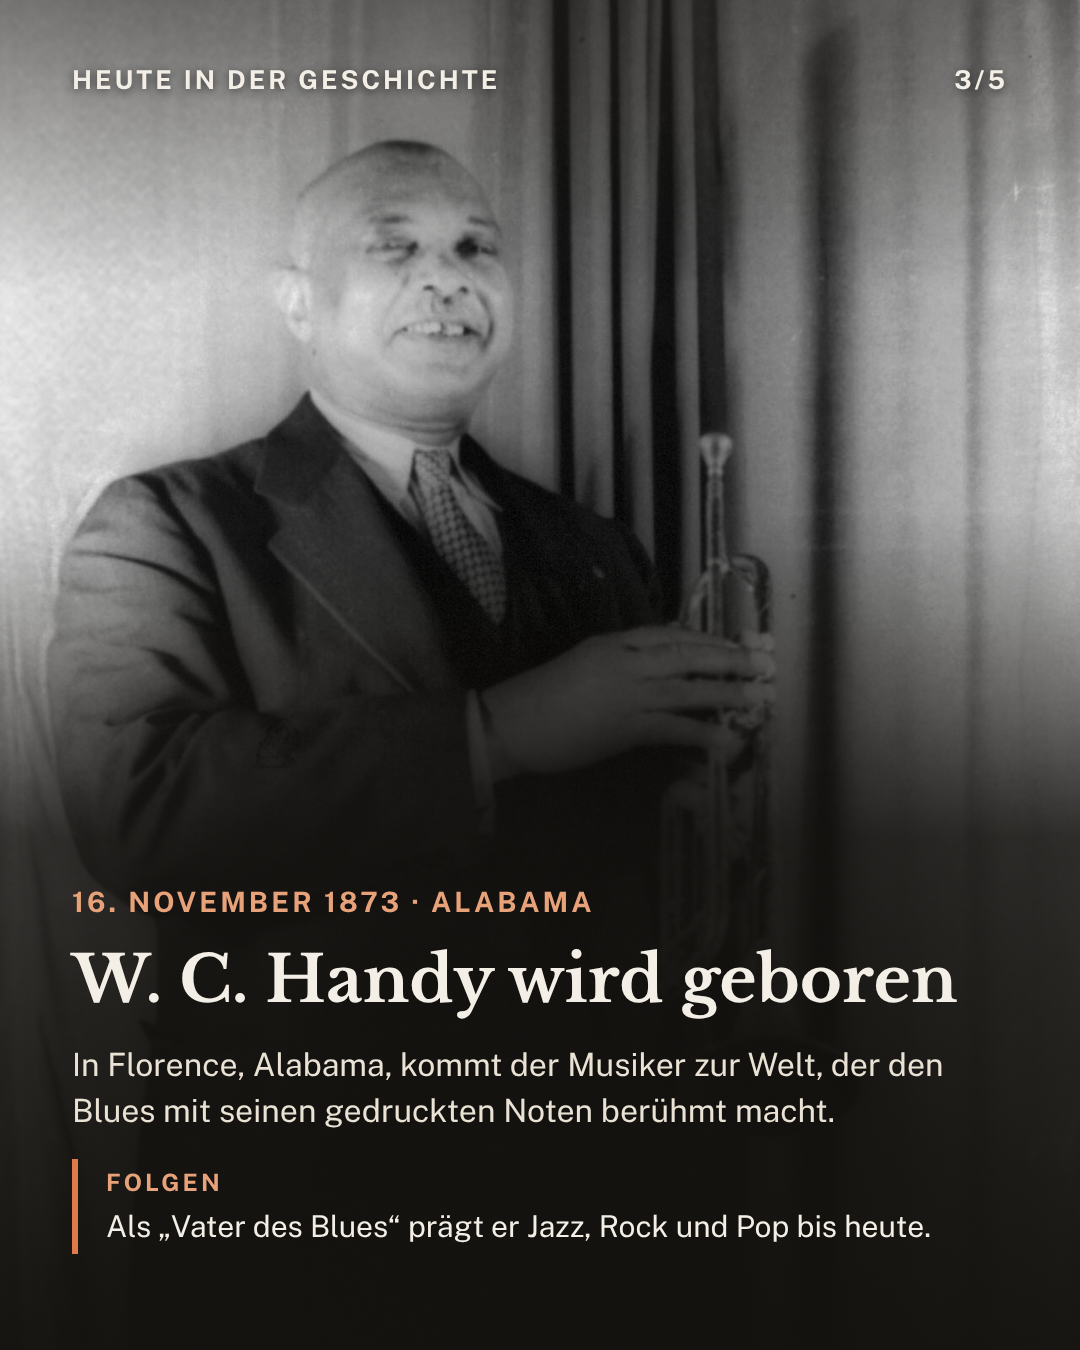 HEUTE IN DER GESCHICHTE
3/5
16. NOVEMBER 1873 · ALABAMA
W. C. Handy wird geboren
In Florence, Alabama, kommt der Musiker zur Welt, der den
Blues mit seinen gedruckten Noten berühmt macht.
FOLGEN
Als „Vater des Blues“ prägt er Jazz, Rock und Pop bis heute.